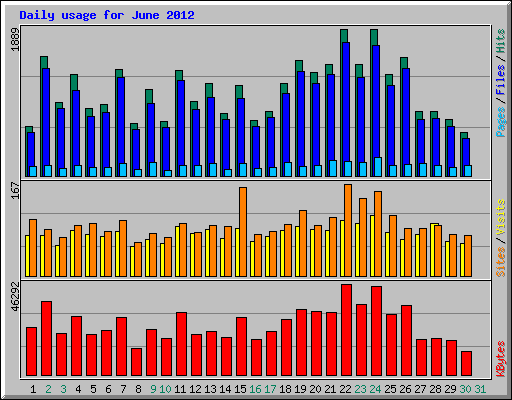 Daily usage for June 2012
1889
Pages / Files / Hits
167
Sites / Visits
46292
KBytes
1 2 3 4 5 6 7 8 9 10 11 12 13 14 15 16 17 18 19 20 21 22 23 24 25 26 27 28 29 30 31